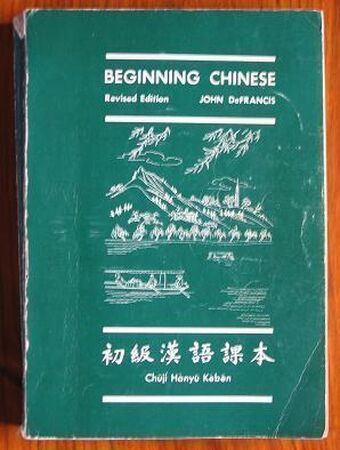 BEGINNING CHINESE
Revised Edition JOHN DeFRANCIS
初級漢語課本
Chūjí Hànyǔ Kèběn